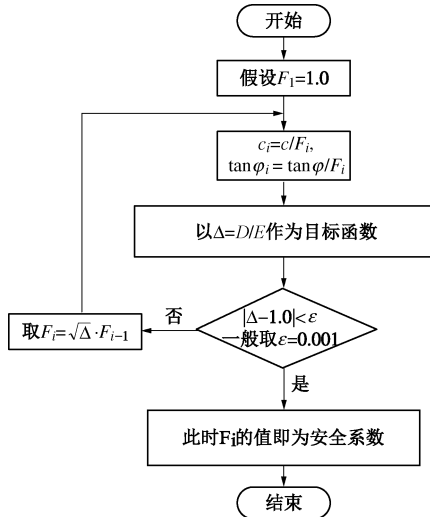 开始
假设F₁=1.0
cᵢ=c/Fᵢ,
tanφᵢ=tanφ/Fᵢ
以Δ=D/E作为目标函数
|Δ-1.0|<ε
一般取ε=0.001
否
取Fᵢ=√Δ·Fᵢ₋₁
是
此时Fi的值即为安全系数
结束